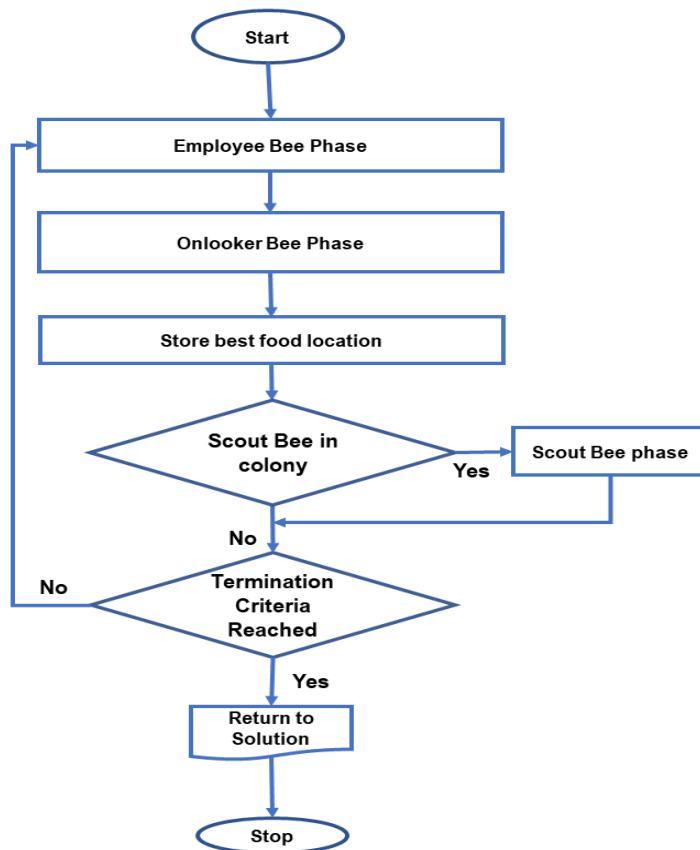 Start
Employee Bee Phase
Onlooker Bee Phase
Store best food location
Scout Bee in
colony
Yes
Scout Bee phase
No
No
Termination
Criteria
Reached
Yes
Return to
Solution
Stop